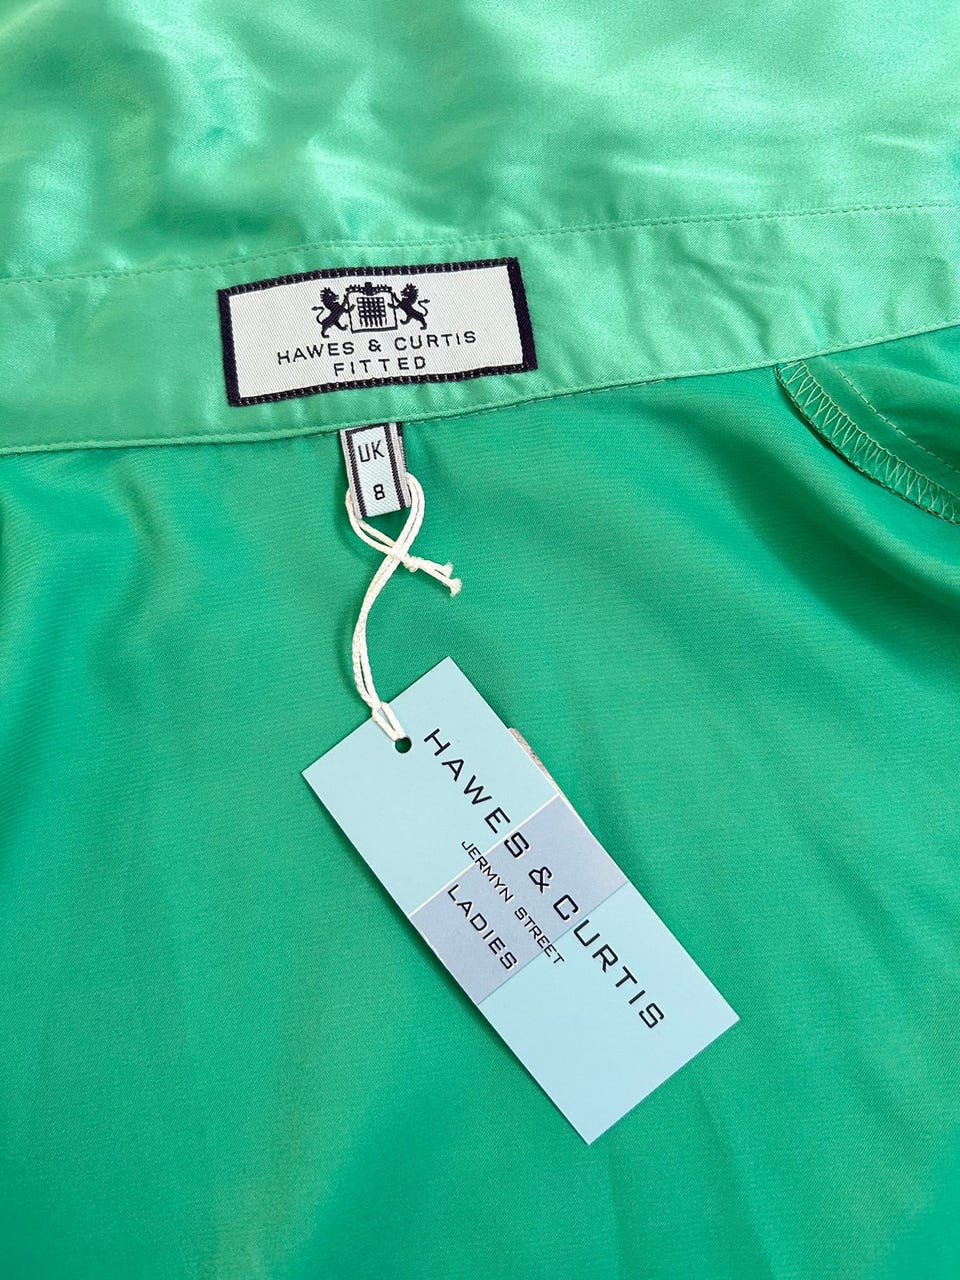 HAWES & CURTIS
FITTED
UK
8
HAWES & CURTIS
JERMYN STREET
LADIES